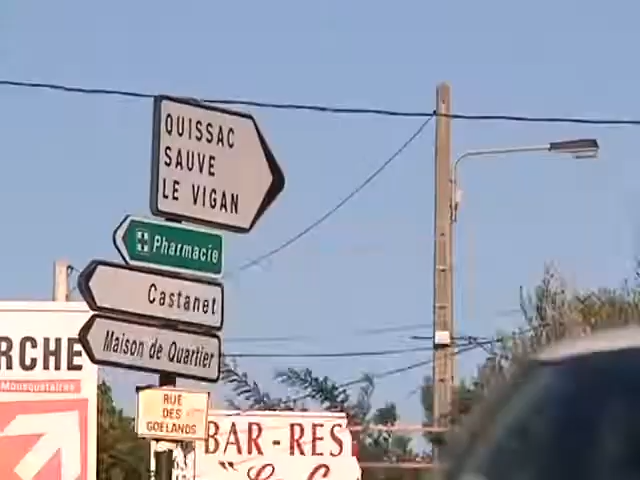 QUISSAC
SAUVE
LE VIGAN
Pharmacie
Castanet
Maison de Quartier
RCHE
Mousquetaires
RUE
DES
GOELANDS
BAR-RES